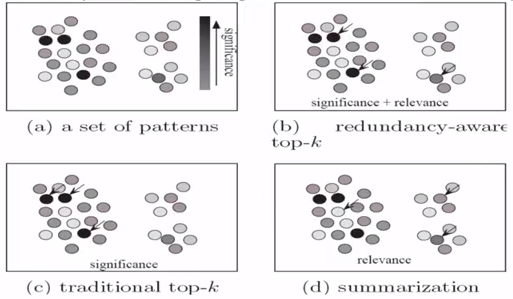 significance
significance + relevance
(a) a set of patterns
(b) redundancy-aware
top-k
significance
relevance
(c) traditional top-k
(d) summarization